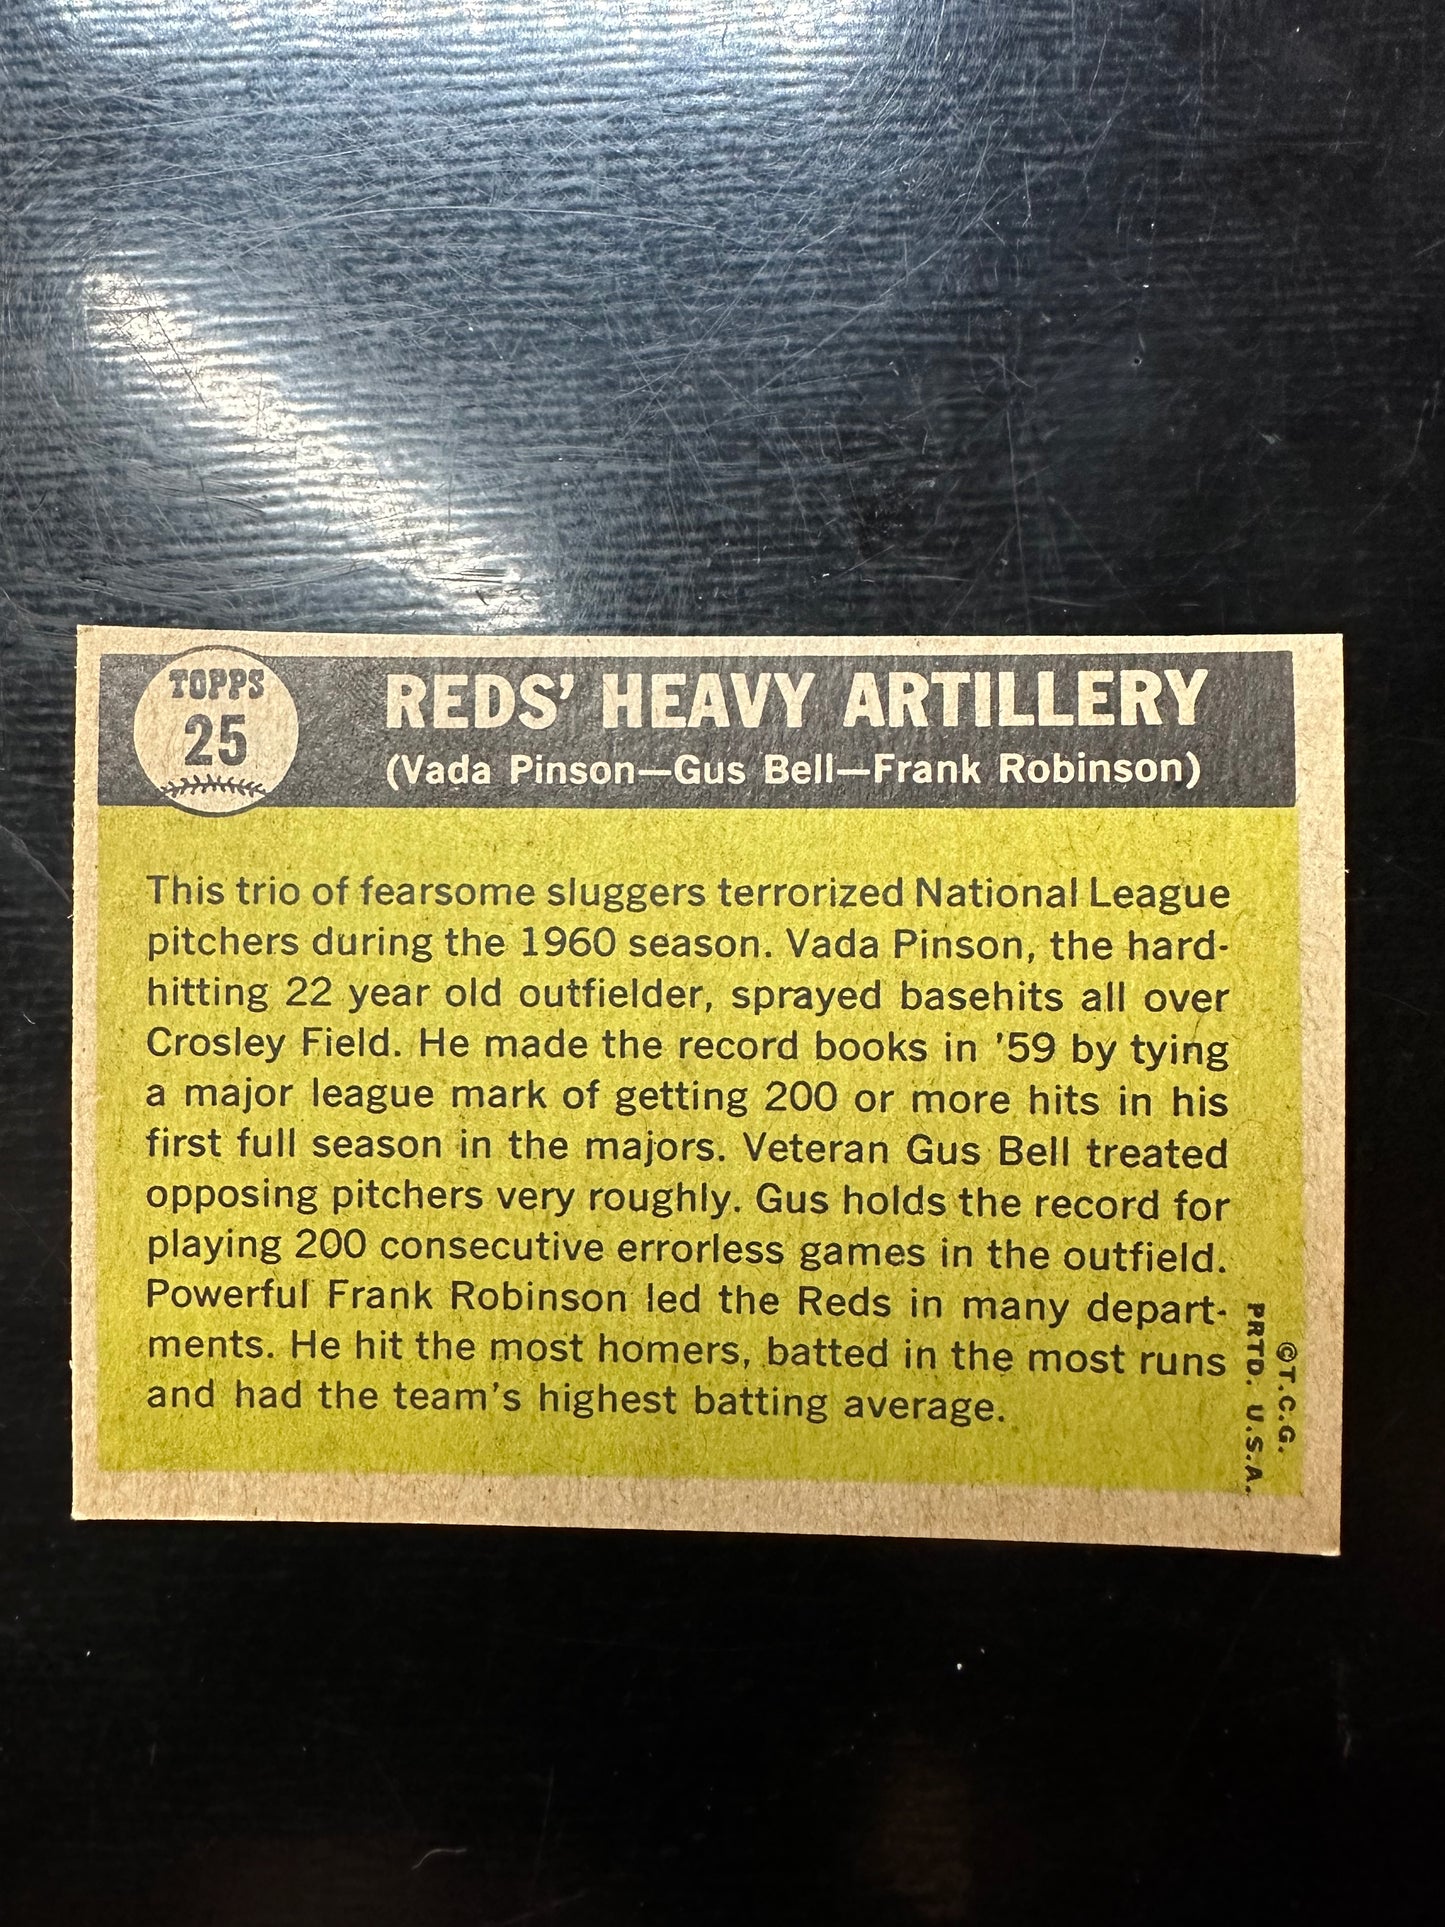 TOPPS
25
REDS' HEAVY ARTILLERY
(Vada Pinson—Gus Bell—Frank Robinson)
This trio of fearsome sluggers terrorized National League
pitchers during the 1960 season. Vada Pinson, the hard-
hitting 22 year old outfielder, sprayed basehits all over
Crosley Field. He made the record books in '59 by tying
a major league mark of getting 200 or more hits in his
first full season in the majors. Veteran Gus Bell treated
opposing pitchers very roughly. Gus holds the record for
playing 200 consecutive errorless games in the outfield.
Powerful Frank Robinson led the Reds in many depart-
ments. He hit the most homers, batted in the most runs
and had the team's highest batting average.
©T.C.G.
PRTD. U.S.A.